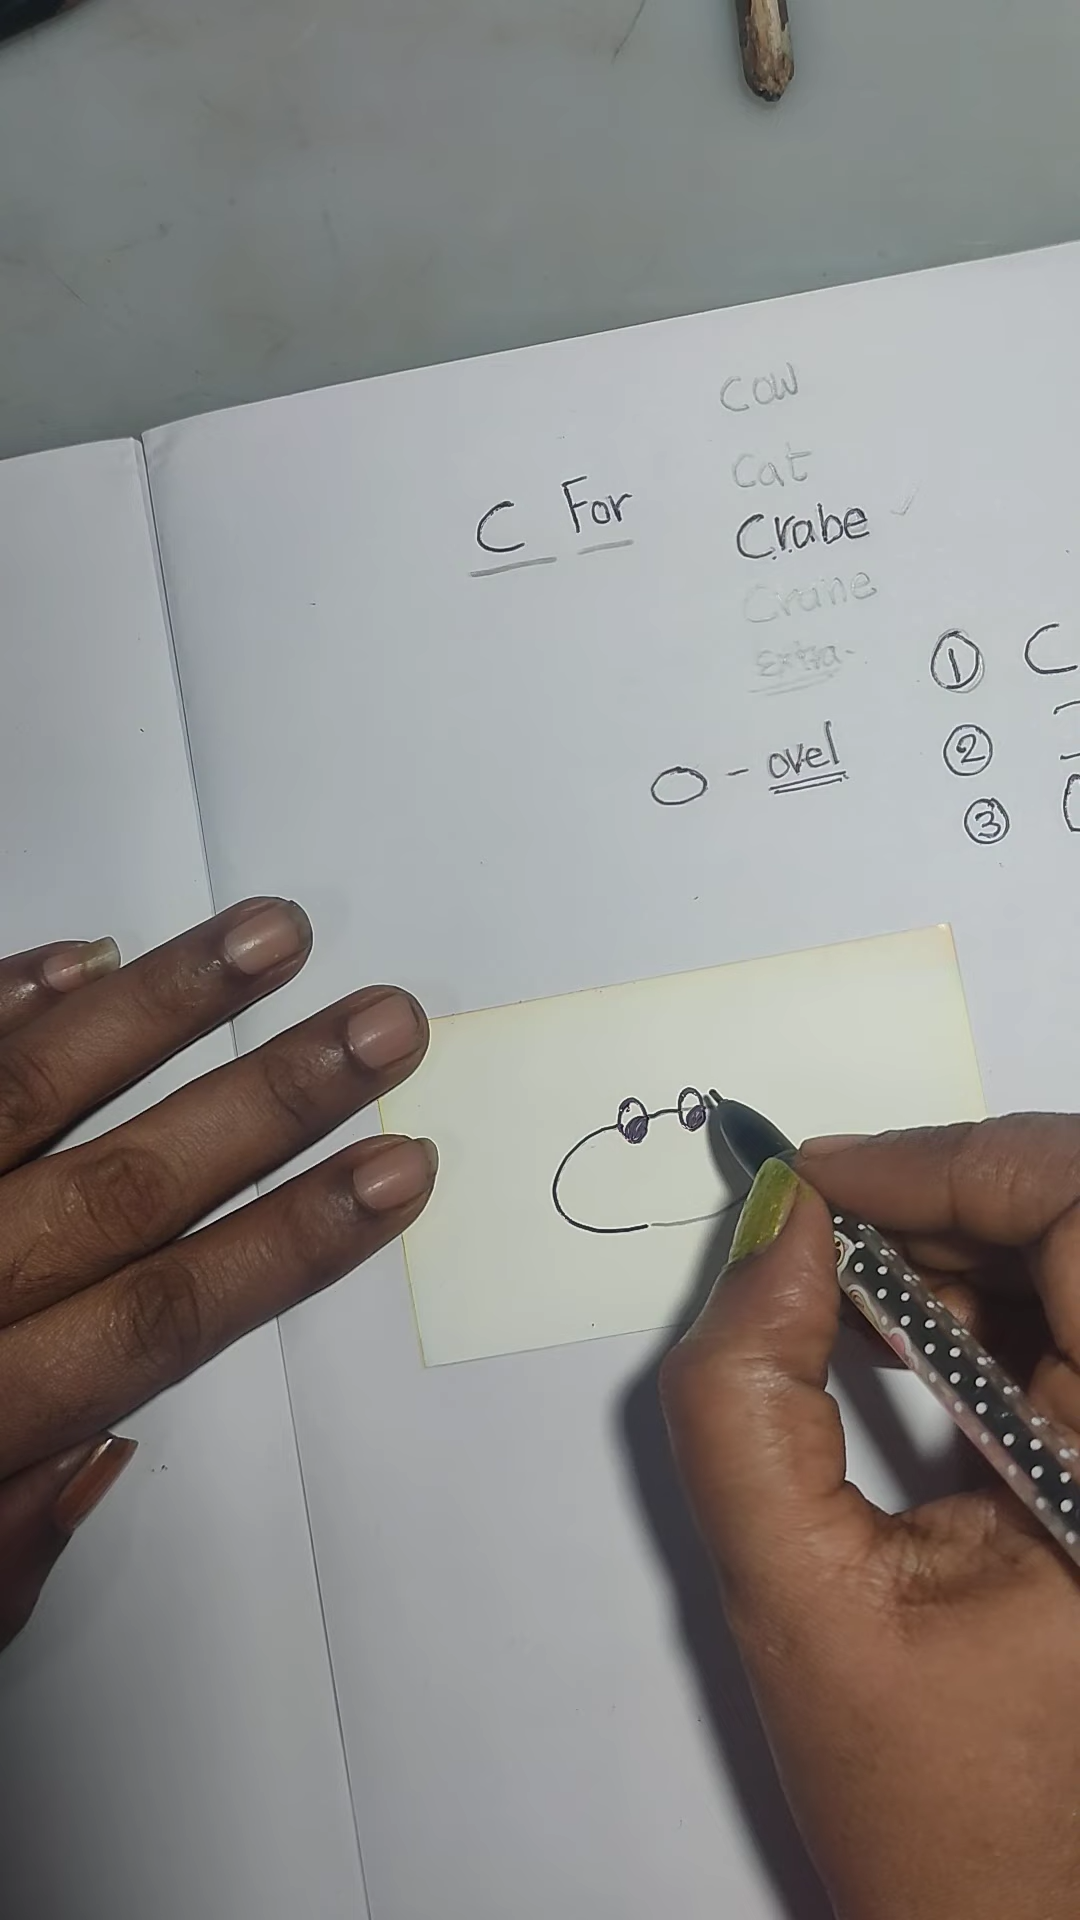 Cow
Cat
C For Crabe
Crane
Extra.
① C
- ovel
②
③